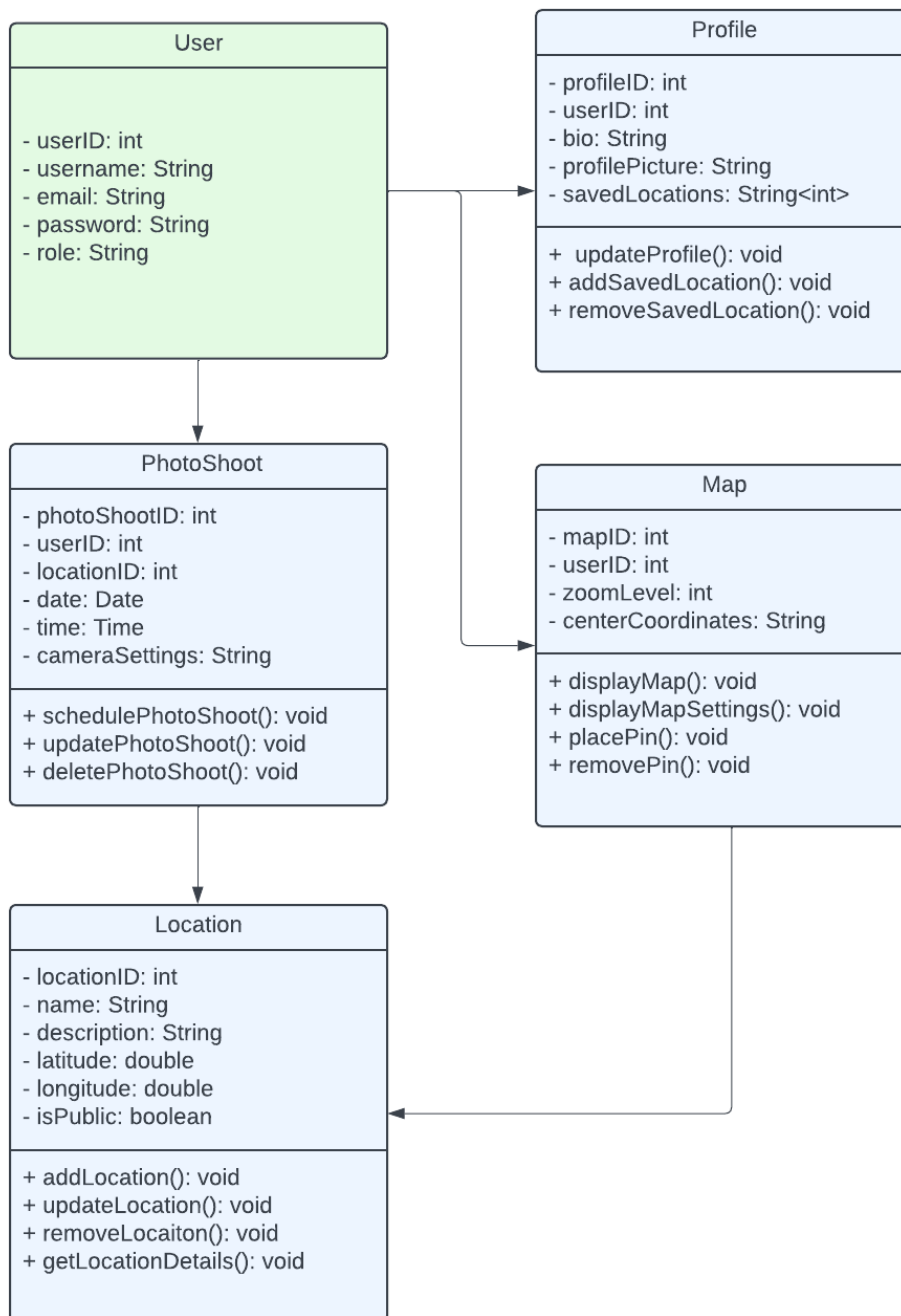 User
- userID: int
- username: String
- email: String
- password: String
- role: String
Profile
- profileID: int
- userID: int
- bio: String
- profilePicture: String
- savedLocations: String<int>
+  updateProfile(): void
+ addSavedLocation(): void
+ removeSavedLocation(): void
PhotoShoot
- photoShootID: int
- userID: int
- locationID: int
- date: Date
- time: Time
- cameraSettings: String
+ schedulePhotoShoot(): void
+ updatePhotoShoot(): void
+ deletePhotoShoot(): void
Map
- mapID: int
- userID: int
- zoomLevel: int
- centerCoordinates: String
+ displayMap(): void
+ displayMapSettings(): void
+ placePin(): void
+ removePin(): void
Location
- locationID: int
- name: String
- description: String
- latitude: double
- longitude: double
- isPublic: boolean
+ addLocation(): void
+ updateLocation(): void
+ removeLocaiton(): void
+ getLocationDetails(): void